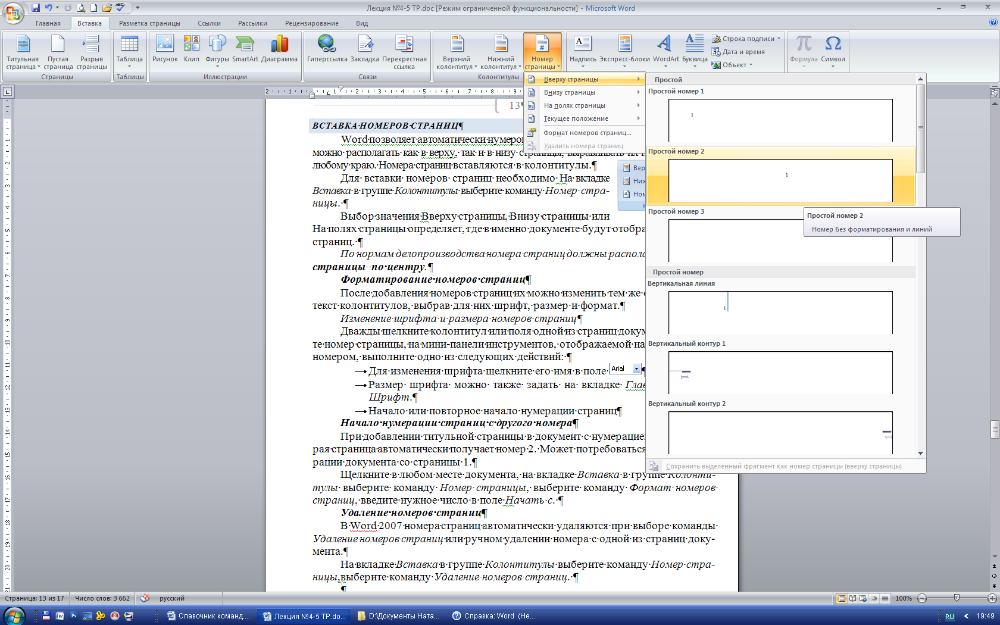 Лекция №4-5 ТР.doc [Режим ограниченной функциональности] - Microsoft Word
Главная Вставка Разметка страницы Ссылки Рассылки Рецензирование Вид
Титульная страница Пустая страница Разрыв страницы Таблица Рисунок Клип Фигуры SmartArt Диаграмма Гиперссылка Закладка Перекрестная ссылка Верхний колонтитул Нижний колонтитул Номер страницы Надпись Экспресс-блоки WordArt Буквица Строка подписи Дата и время Объект Формула Символ
Страницы Таблицы Иллюстрации Связи Колонтитулы
Вверху страницы
Внизу страницы
На полях страницы
Текущее положение
Формат номеров страниц...
Удалить номера страниц
Простой
Простой номер 1
1
Простой номер 2
1
Простой номер 3
Простой номер 2
Номер без форматирования и линий
Простой номер
Вертикальная линия
1
Вертикальный контур 1
Вертикальный контур 2
Сохранить выделенный фрагмент как номер страницы (вверху страницы)
2 1 1 2 3 4 5 6 7 8 9
13¶
ВСТАВКА НОМЕРОВ СТРАНИЦ¶
Word позволяет автоматически
можно располагать как в верху, так и в низу страницы,
любому краю. Номера страниц вставляются в колонтитулы.¶
Для вставки номеров страниц необходимо На вкладке
Вставка в группе Колонтитулы выберите команду Номер стра-
ницы. ¶
Вер
Ниж
Ном
Выбор значения Вверху страницы, Внизу страницы или
На полях страницы определяет, где в именно документе будут отобра
страниц. ¶
По нормам делопроизводства номера страниц должны распола
страницы по центру. ¶
Форматирование номеров страниц¶
После добавления номеров страниц их можно изменить тем же с
текст колонтитулов, выбрав для них шрифт, размер и формат.¶
Изменение шрифта и размера номеров страниц¶
Дважды щелкните колонтитул или поля одной из страниц докум
те номер страницы, на мини-панели инструментов, отображаемой на
номером, выполните одно из следующих действий: ¶
→ Для изменения шрифта щелкните его имя в поле Arial ¶
→ Размер шрифта можно также задать на вкладке Глав
Шрифт.¶
→ Начало или повторное начало нумерации страниц¶
Начало нумерации страниц с другого номера¶
При добавлении титульной страницы в документ с нумерацией
рая страница автоматически получает номер 2. Может потребоваться
рации документа со страницы 1.¶
Щелкните в любом месте документа, на вкладке Вставка в группе Колонти-
тулы выберите команду Номер страницы, выберите команду Формат номеров
страниц, введите нужное число в поле Начать с. ¶
Удаление номеров страниц¶
В Word 2007 номера страниц автоматически удаляются при выборе команды
Удаление номеров страниц или ручном удалении номера с одной из страниц доку-
мента.¶
На вкладке Вставка в группе Колонтитулы выберите команду Номер стра-
ницы,выберите команду Удаление номеров страниц. ¶
¶
Страница: 13 из 17 Число слов: 3 662 русский 100%
Спавочник команд.... Лекция №4-5 ТР.do... D:\Документы Ната... Справка: Word (Не... RU 19:49